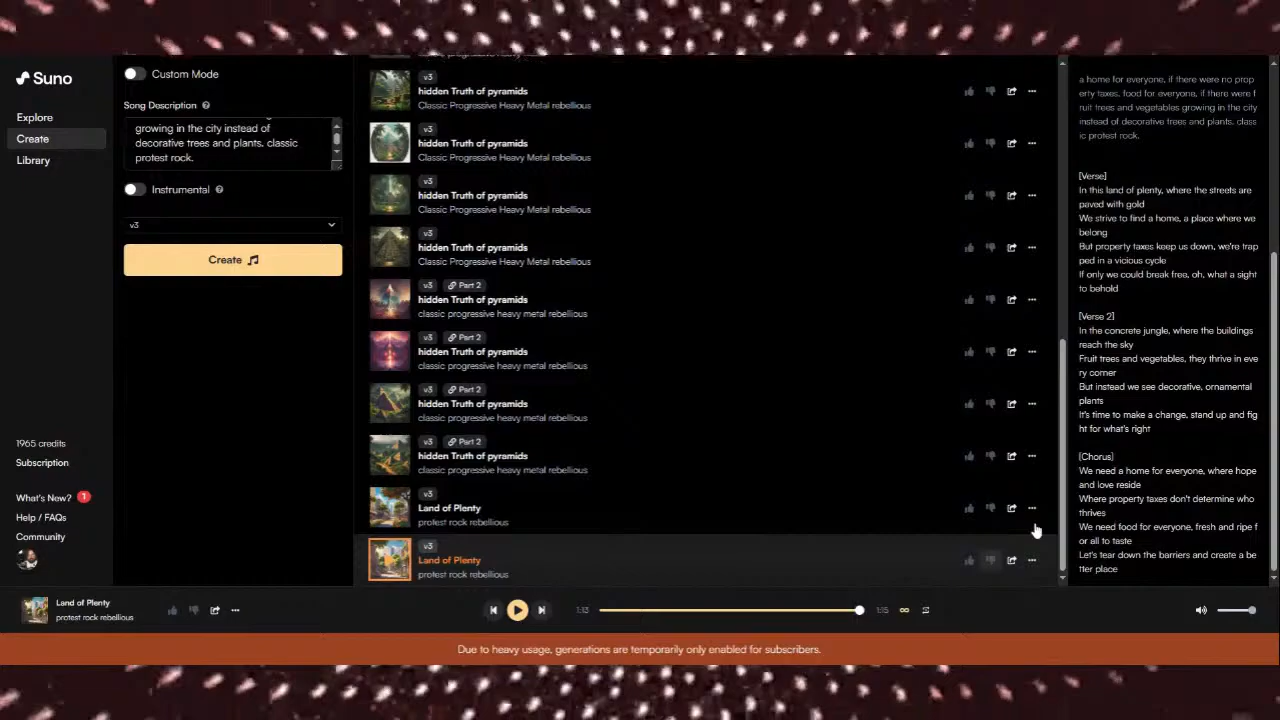 Suno
Explore
Create
Library
1965 credits
Subscription
What's New? 1
Help / FAQs
Community
Custom Mode
Song Description
growing in the city instead of
decorative trees and plants. classic
protest rock.
Instrumental
v3
Create
v3
hidden Truth of pyramids
Classic Progressive Heavy Metal rebellious
v3
hidden Truth of pyramids
Classic Progressive Heavy Metal rebellious
v3
hidden Truth of pyramids
Classic Progressive Heavy Metal rebellious
v3
hidden Truth of pyramids
Classic Progressive Heavy Metal rebellious
v3 Part 2
hidden Truth of pyramids
classic progressive heavy metal rebellious
v3 Part 2
hidden Truth of pyramids
classic progressive heavy metal rebellious
v3 Part 2
hidden Truth of pyramids
classic progressive heavy metal rebellious
v3 Part 2
hidden Truth of pyramids
classic progressive heavy metal rebellious
v3
Land of Plenty
protest rock rebellious
v3
Land of Plenty
protest rock rebellious
a home for everyone, if there were no prop
erty taxes. food for everyone, if there were f
ruit trees and vegetables growing in the city
instead of decorative trees and plants. class
ic protest rock.
[Verse]
In this land of plenty, where the streets are
paved with gold
We strive to find a home, a place where we
belong
But property taxes keep us down, we're trap
ped in a vicious cycle
If only we could break free, oh, what a sight
to behold
[Verse 2]
In the concrete jungle, where the buildings
reach the sky
Fruit trees and vegetables, they thrive in eve
ry corner
But instead we see decorative, ornamental
plants
It's time to make a change, stand up and fig
ht for what's right
[Chorus]
We need a home for everyone, where hope
and love reside
Where property taxes don't determine who
thrives
We need food for everyone, fresh and ripe f
or all to taste
Let's tear down the barriers and create a be
tter place
Land of Plenty
protest rock rebellious
1:13
1:15
Due to heavy usage, generations are temporarily only enabled for subscribers.